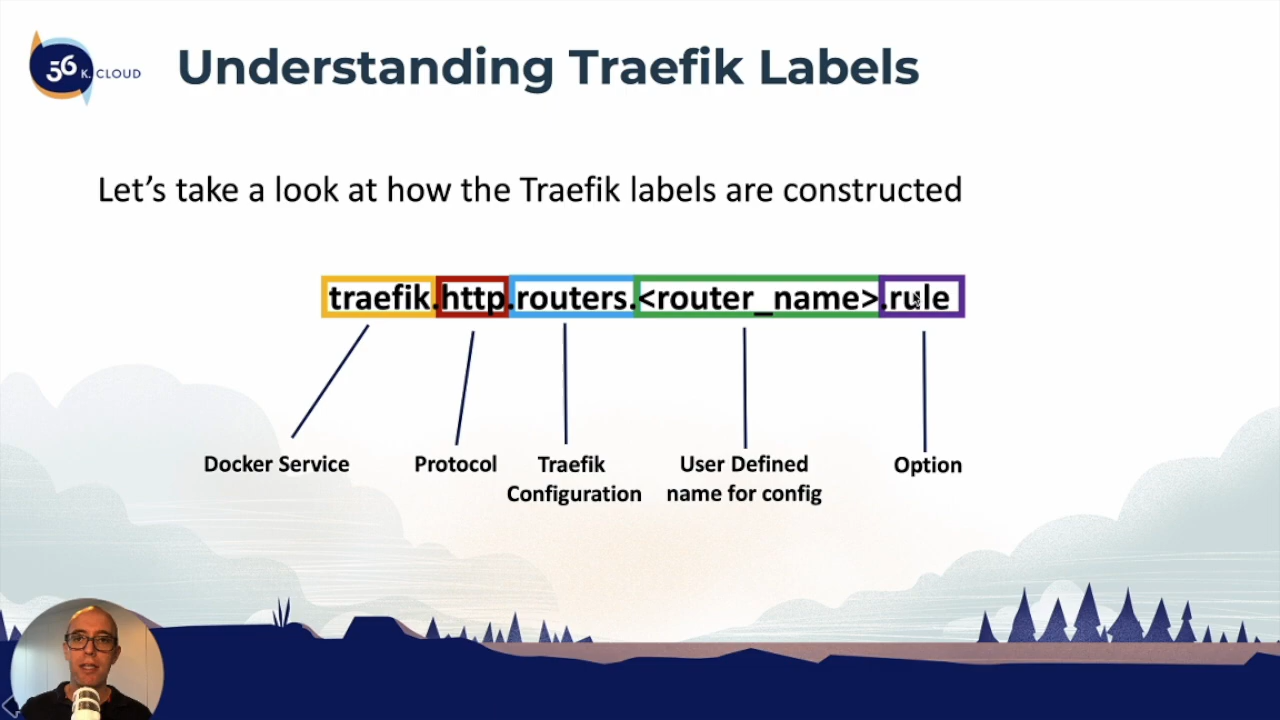 56 K. CLOUD
Understanding Traefik Labels
Let's take a look at how the Traefik labels are constructed
traefik.http.routers.<router_name>.rule
Docker Service
Protocol
Traefik
Configuration
User Defined
name for config
Option